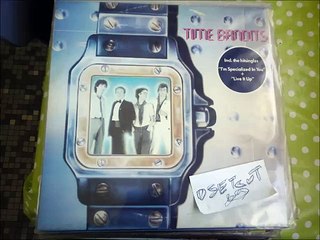 TIME BANDITS
Incl. the hitsingles
"I'm Specialized in You"
+
"Live It Up"